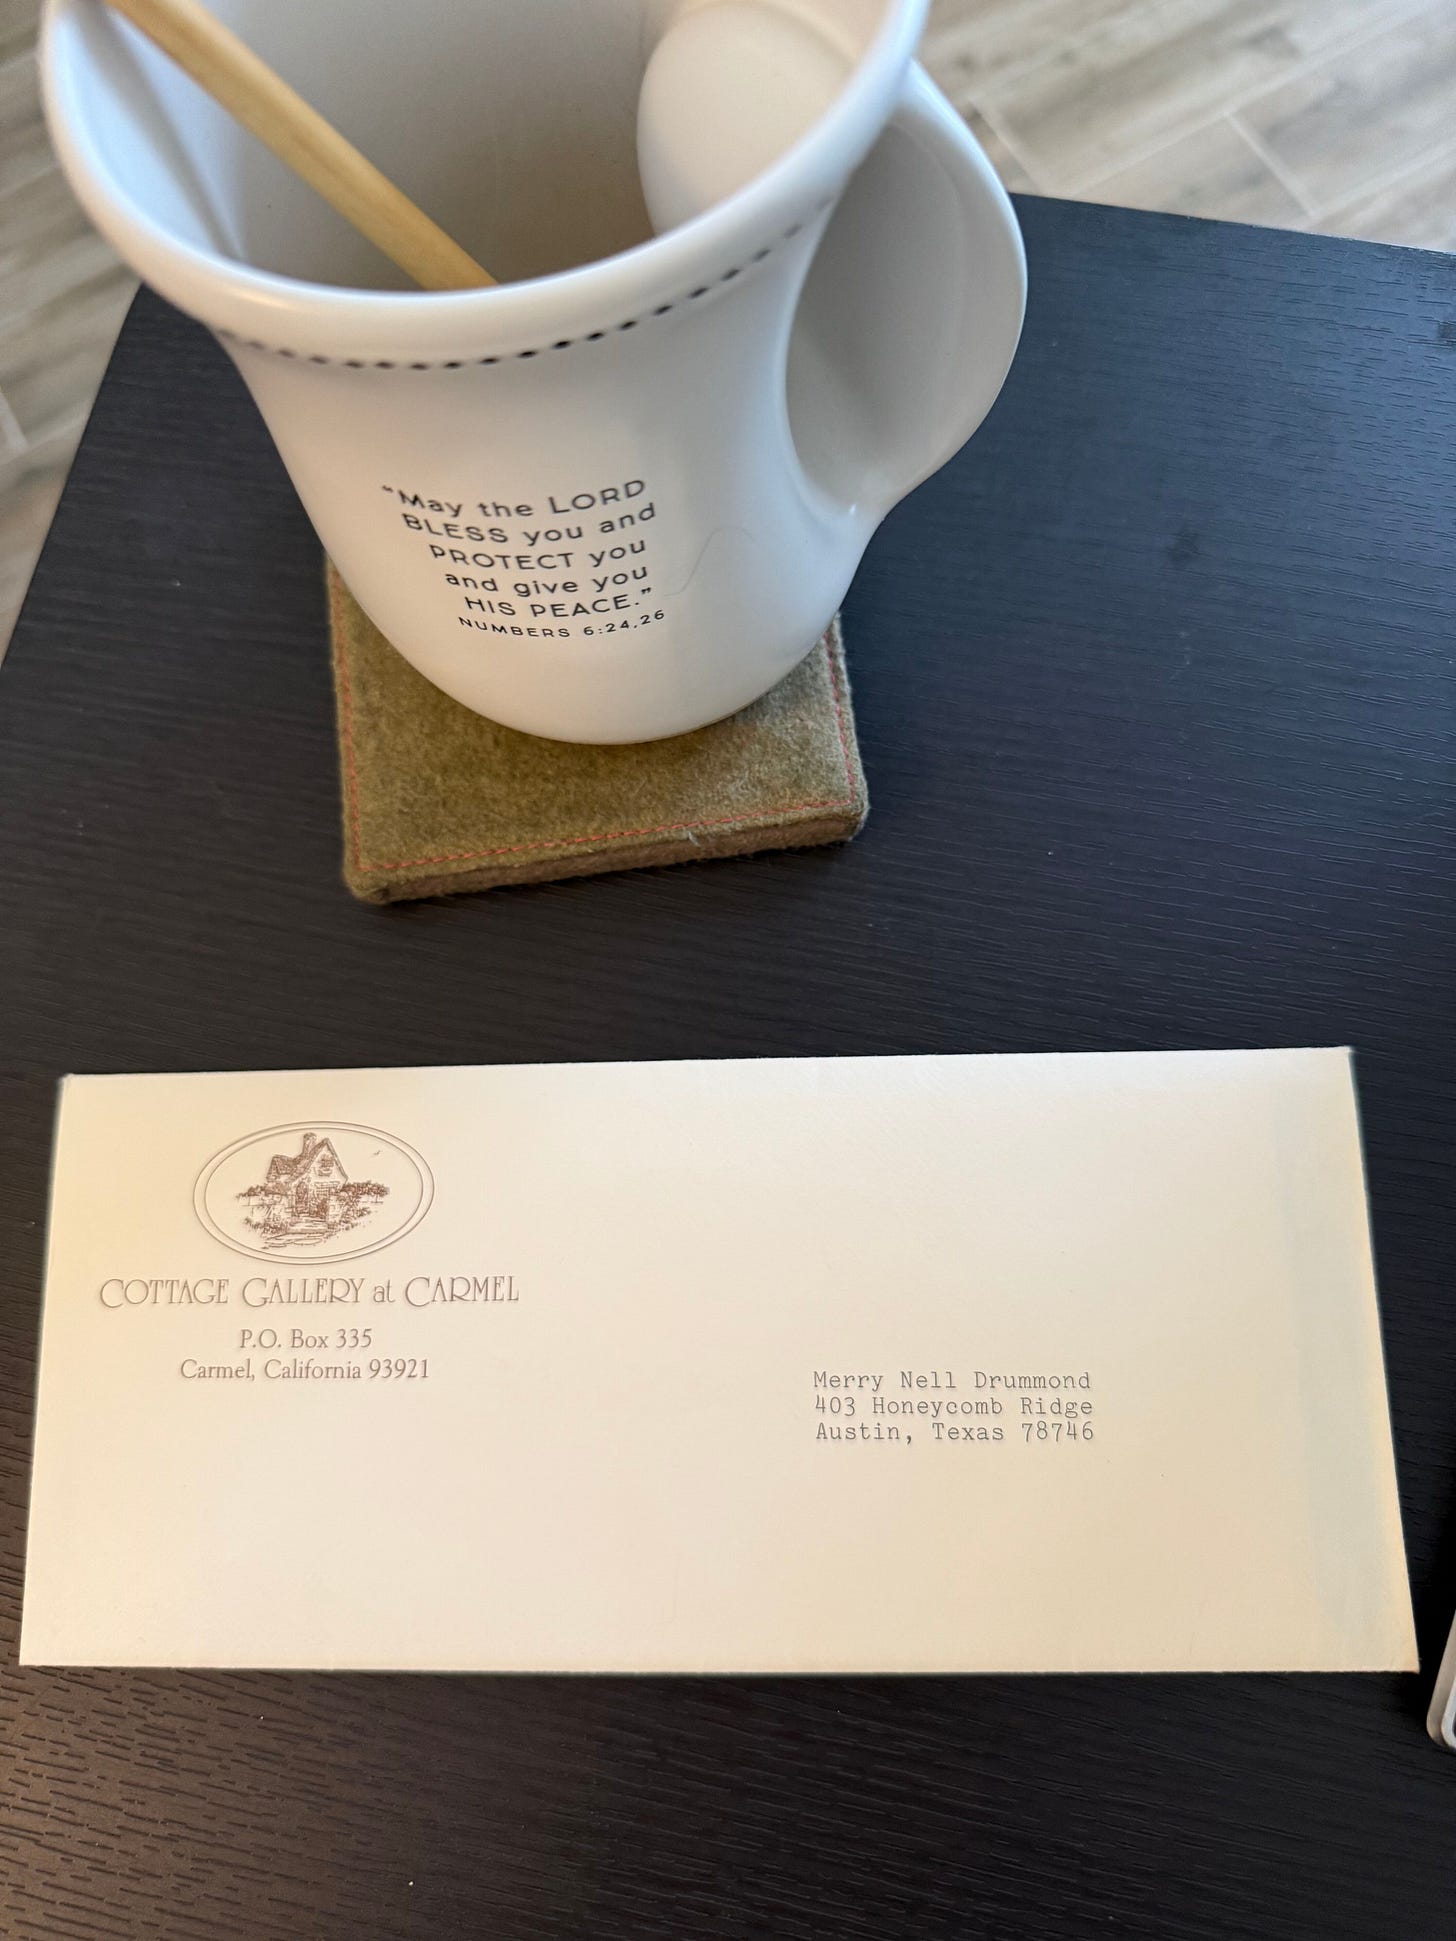 “May the LORD
BLESS you and
PROTECT you
and give you
HIS PEACE.”
NUMBERS 6:24,26
COTTAGE GALLERY at CARMEL
P.O. Box 335
Carmel, California 93921
Merry Nell Drummond
403 Honeycomb Ridge
Austin, Texas 78746